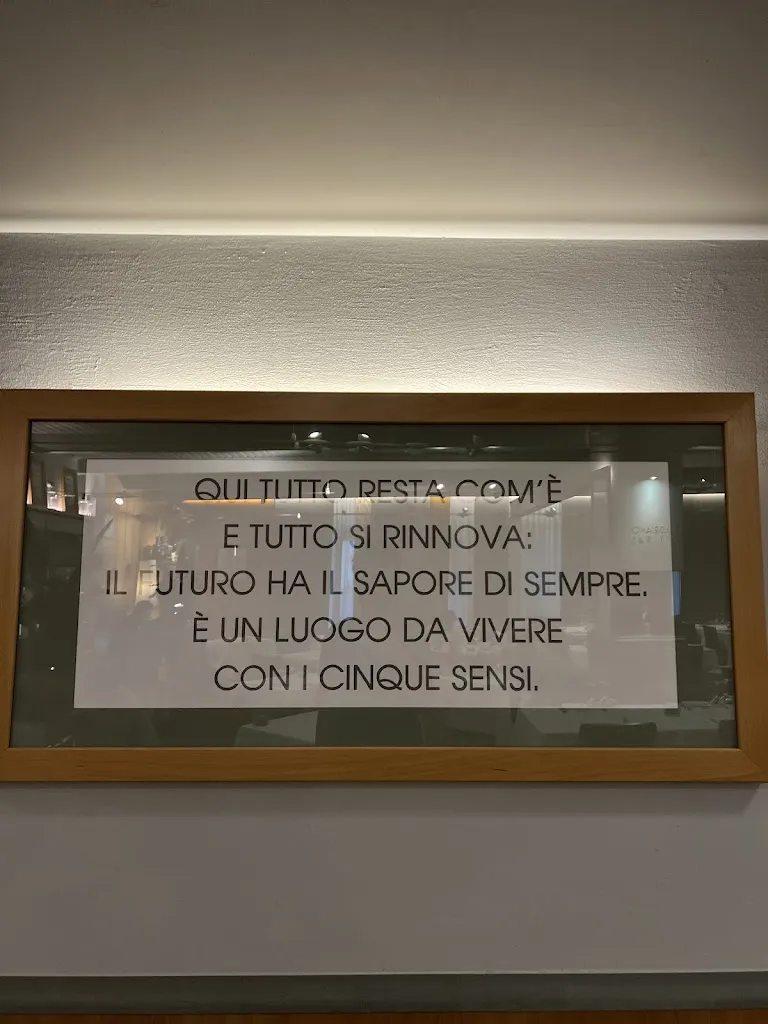 QUI TUTTO RESTA COM'È
E TUTTO SI RINNOVA:
IL FUTURO HA IL SAPORE DI SEMPRE.
È UN LUOGO DA VIVERE
CON I CINQUE SENSI.